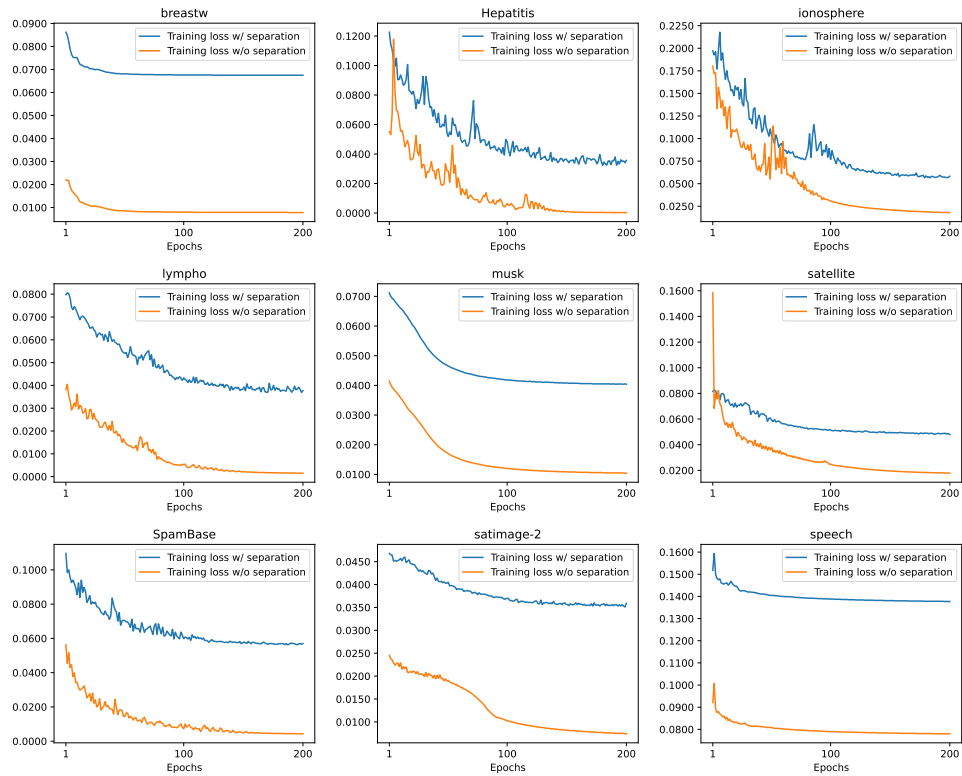 breastw
0.0900
0.0800
0.0700
0.0600
0.0500
0.0400
0.0300
0.0200
0.0100
Training loss w/ separation
Training loss w/o separation
1
100
200
Epochs
Hepatitis
0.1200
0.1000
0.0800
0.0600
0.0400
0.0200
0.0000
Training loss w/ separation
Training loss w/o separation
1
100
200
Epochs
ionosphere
0.2250
0.2000
0.1750
0.1500
0.1250
0.1000
0.0750
0.0500
0.0250
Training loss w/ separation
Training loss w/o separation
1
100
200
Epochs
lympho
0.0800
0.0700
0.0600
0.0500
0.0400
0.0300
0.0200
0.0100
0.0000
Training loss w/ separation
Training loss w/o separation
1
100
200
Epochs
musk
0.0700
0.0600
0.0500
0.0400
0.0300
0.0200
0.0100
Training loss w/ separation
Training loss w/o separation
1
100
200
Epochs
satellite
0.1600
0.1400
0.1200
0.1000
0.0800
0.0600
0.0400
0.0200
Training loss w/ separation
Training loss w/o separation
1
100
200
Epochs
SpamBase
0.1000
0.0800
0.0600
0.0400
0.0200
0.0000
Training loss w/ separation
Training loss w/o separation
1
100
200
Epochs
satimage-2
0.0450
0.0400
0.0350
0.0300
0.0250
0.0200
0.0150
0.0100
Training loss w/ separation
Training loss w/o separation
1
100
200
Epochs
speech
0.1600
0.1500
0.1400
0.1300
0.1200
0.1100
0.1000
0.0900
0.0800
Training loss w/ separation
Training loss w/o separation
1
100
200
Epochs